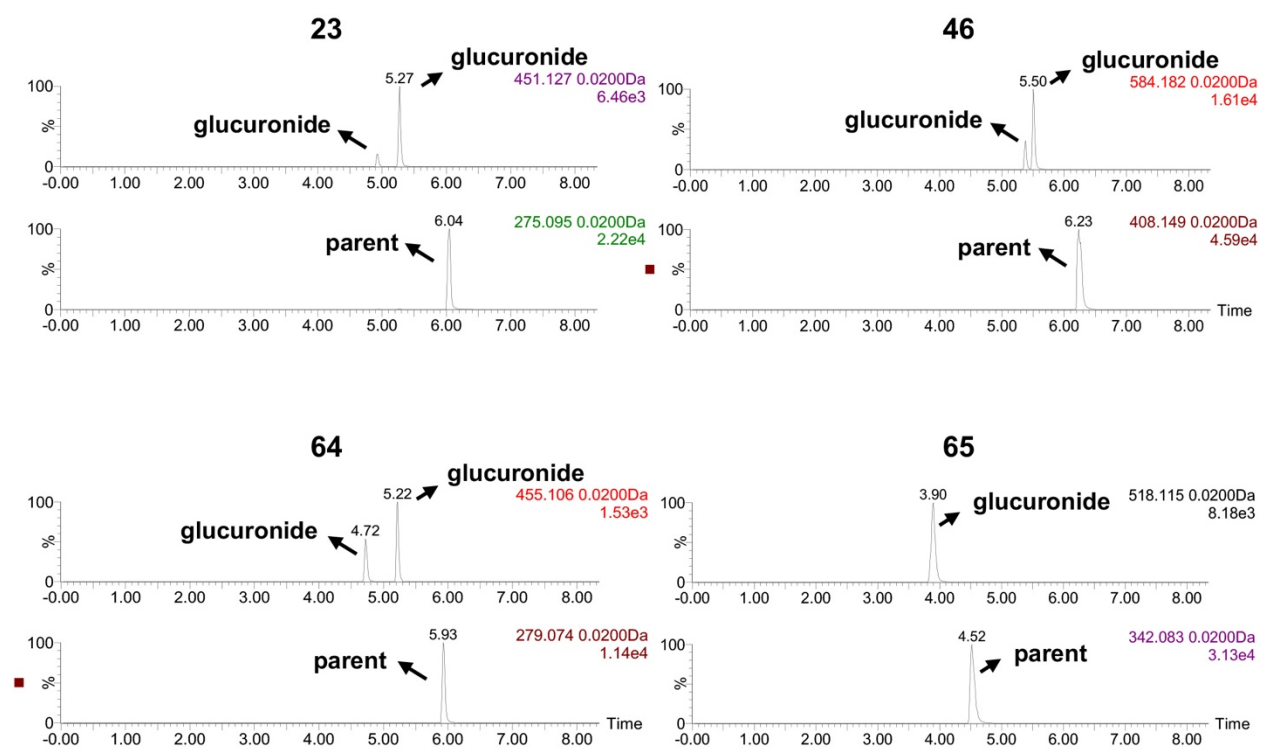 23
glucuronide
5.27
451.127 0.0200Da
6.46e3
100
%
0
glucuronide
-0.00 1.00 2.00 3.00 4.00 5.00 6.00 7.00 8.00
6.04
275.095 0.0200Da
2.22e4
100
%
0
parent
-0.00 1.00 2.00 3.00 4.00 5.00 6.00 7.00 8.00
46
glucuronide
5.50
584.182 0.0200Da
1.61e4
100
%
0
glucuronide
-0.00 1.00 2.00 3.00 4.00 5.00 6.00 7.00 8.00
6.23
408.149 0.0200Da
4.59e4
100
%
0
parent
Time
-0.00 1.00 2.00 3.00 4.00 5.00 6.00 7.00 8.00
64
glucuronide
5.22
455.106 0.0200Da
1.53e3
100
%
0
glucuronide
4.72
-0.00 1.00 2.00 3.00 4.00 5.00 6.00 7.00 8.00
5.93
279.074 0.0200Da
1.14e4
100
%
0
parent
Time
-0.00 1.00 2.00 3.00 4.00 5.00 6.00 7.00 8.00
65
3.90
glucuronide
518.115 0.0200Da
8.18e3
100
%
0
-0.00 1.00 2.00 3.00 4.00 5.00 6.00 7.00 8.00
4.52
342.083 0.0200Da
3.13e4
100
%
0
parent
Time
-0.00 1.00 2.00 3.00 4.00 5.00 6.00 7.00 8.00